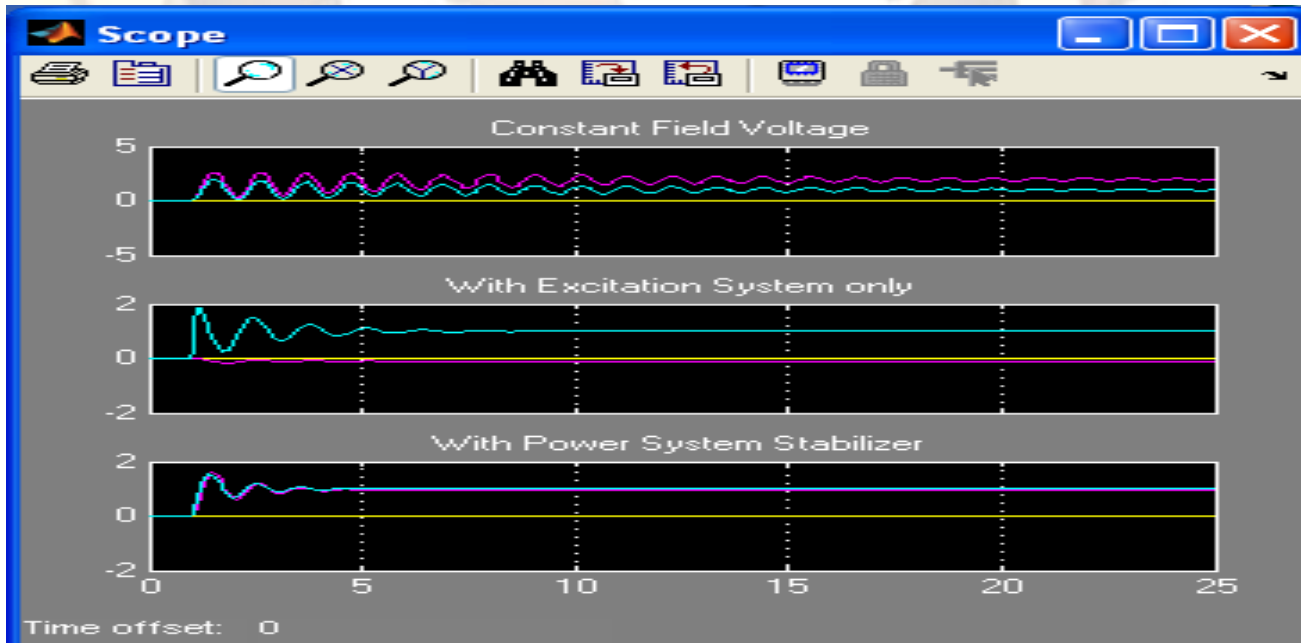 Scope
Constant Field Voltage
5
0
-5
With Excitation System only
2
0
-2
With Power System Stabilizer
2
0
-2
0 5 10 15 20 25
Time offset: 0